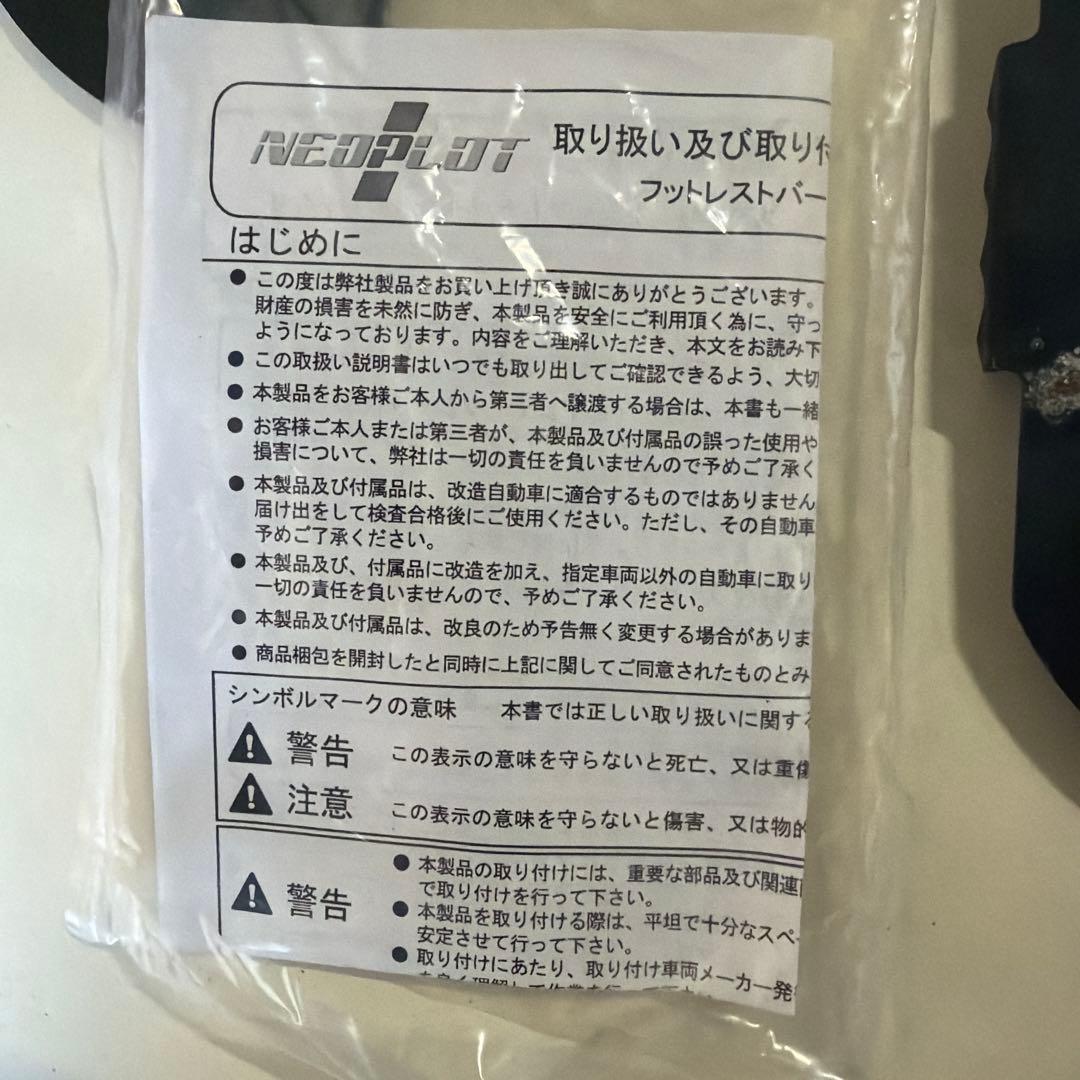 NEOPLOT 取り扱い及び取り付
フットレストバー
はじめに
● この度は弊社製品をお買い上げ頂き誠にありがとうございます。
財産の損害を未然に防ぎ、本製品を安全にご利用頂く為に、守っ
ようになっております。内容をご理解いただき、本文をお読み下
● この取扱い説明書はいつでも取り出してご確認できるよう、大切
● 本製品をお客様ご本人から第三者へ譲渡する場合は、本書も一緒
● お客様ご本人または第三者が、本製品及び付属品の誤った使用や
損害について、弊社は一切の責任を負いませんので予めご了承く
● 本製品及び付属品は、改造自動車に適合するものではありません
届け出をして検査合格後にご使用ください。ただし、その自動車
予めご了承ください。
● 本製品及び、付属品に改造を加え、指定車両以外の自動車に取り
一切の責任を負いませんので、予めご了承ください。
● 本製品及び付属品は、改良のため予告無く変更する場合がありま
● 商品梱包を開封したと同時に上記に関してご同意されたものとみ
シンボルマークの意味 本書では正しい取り扱いに関する
警告 この表示の意味を守らないと死亡、又は重傷
注意 この表示の意味を守らないと傷害、又は物的
● 本製品の取り付けには、重要な部品及び関連
で取り付けを行って下さい。
警告
● 本製品を取り付ける際は、平坦で十分なスペー
安定させて行って下さい。
● 取り付けにあたり、取り付け車両メーカー発